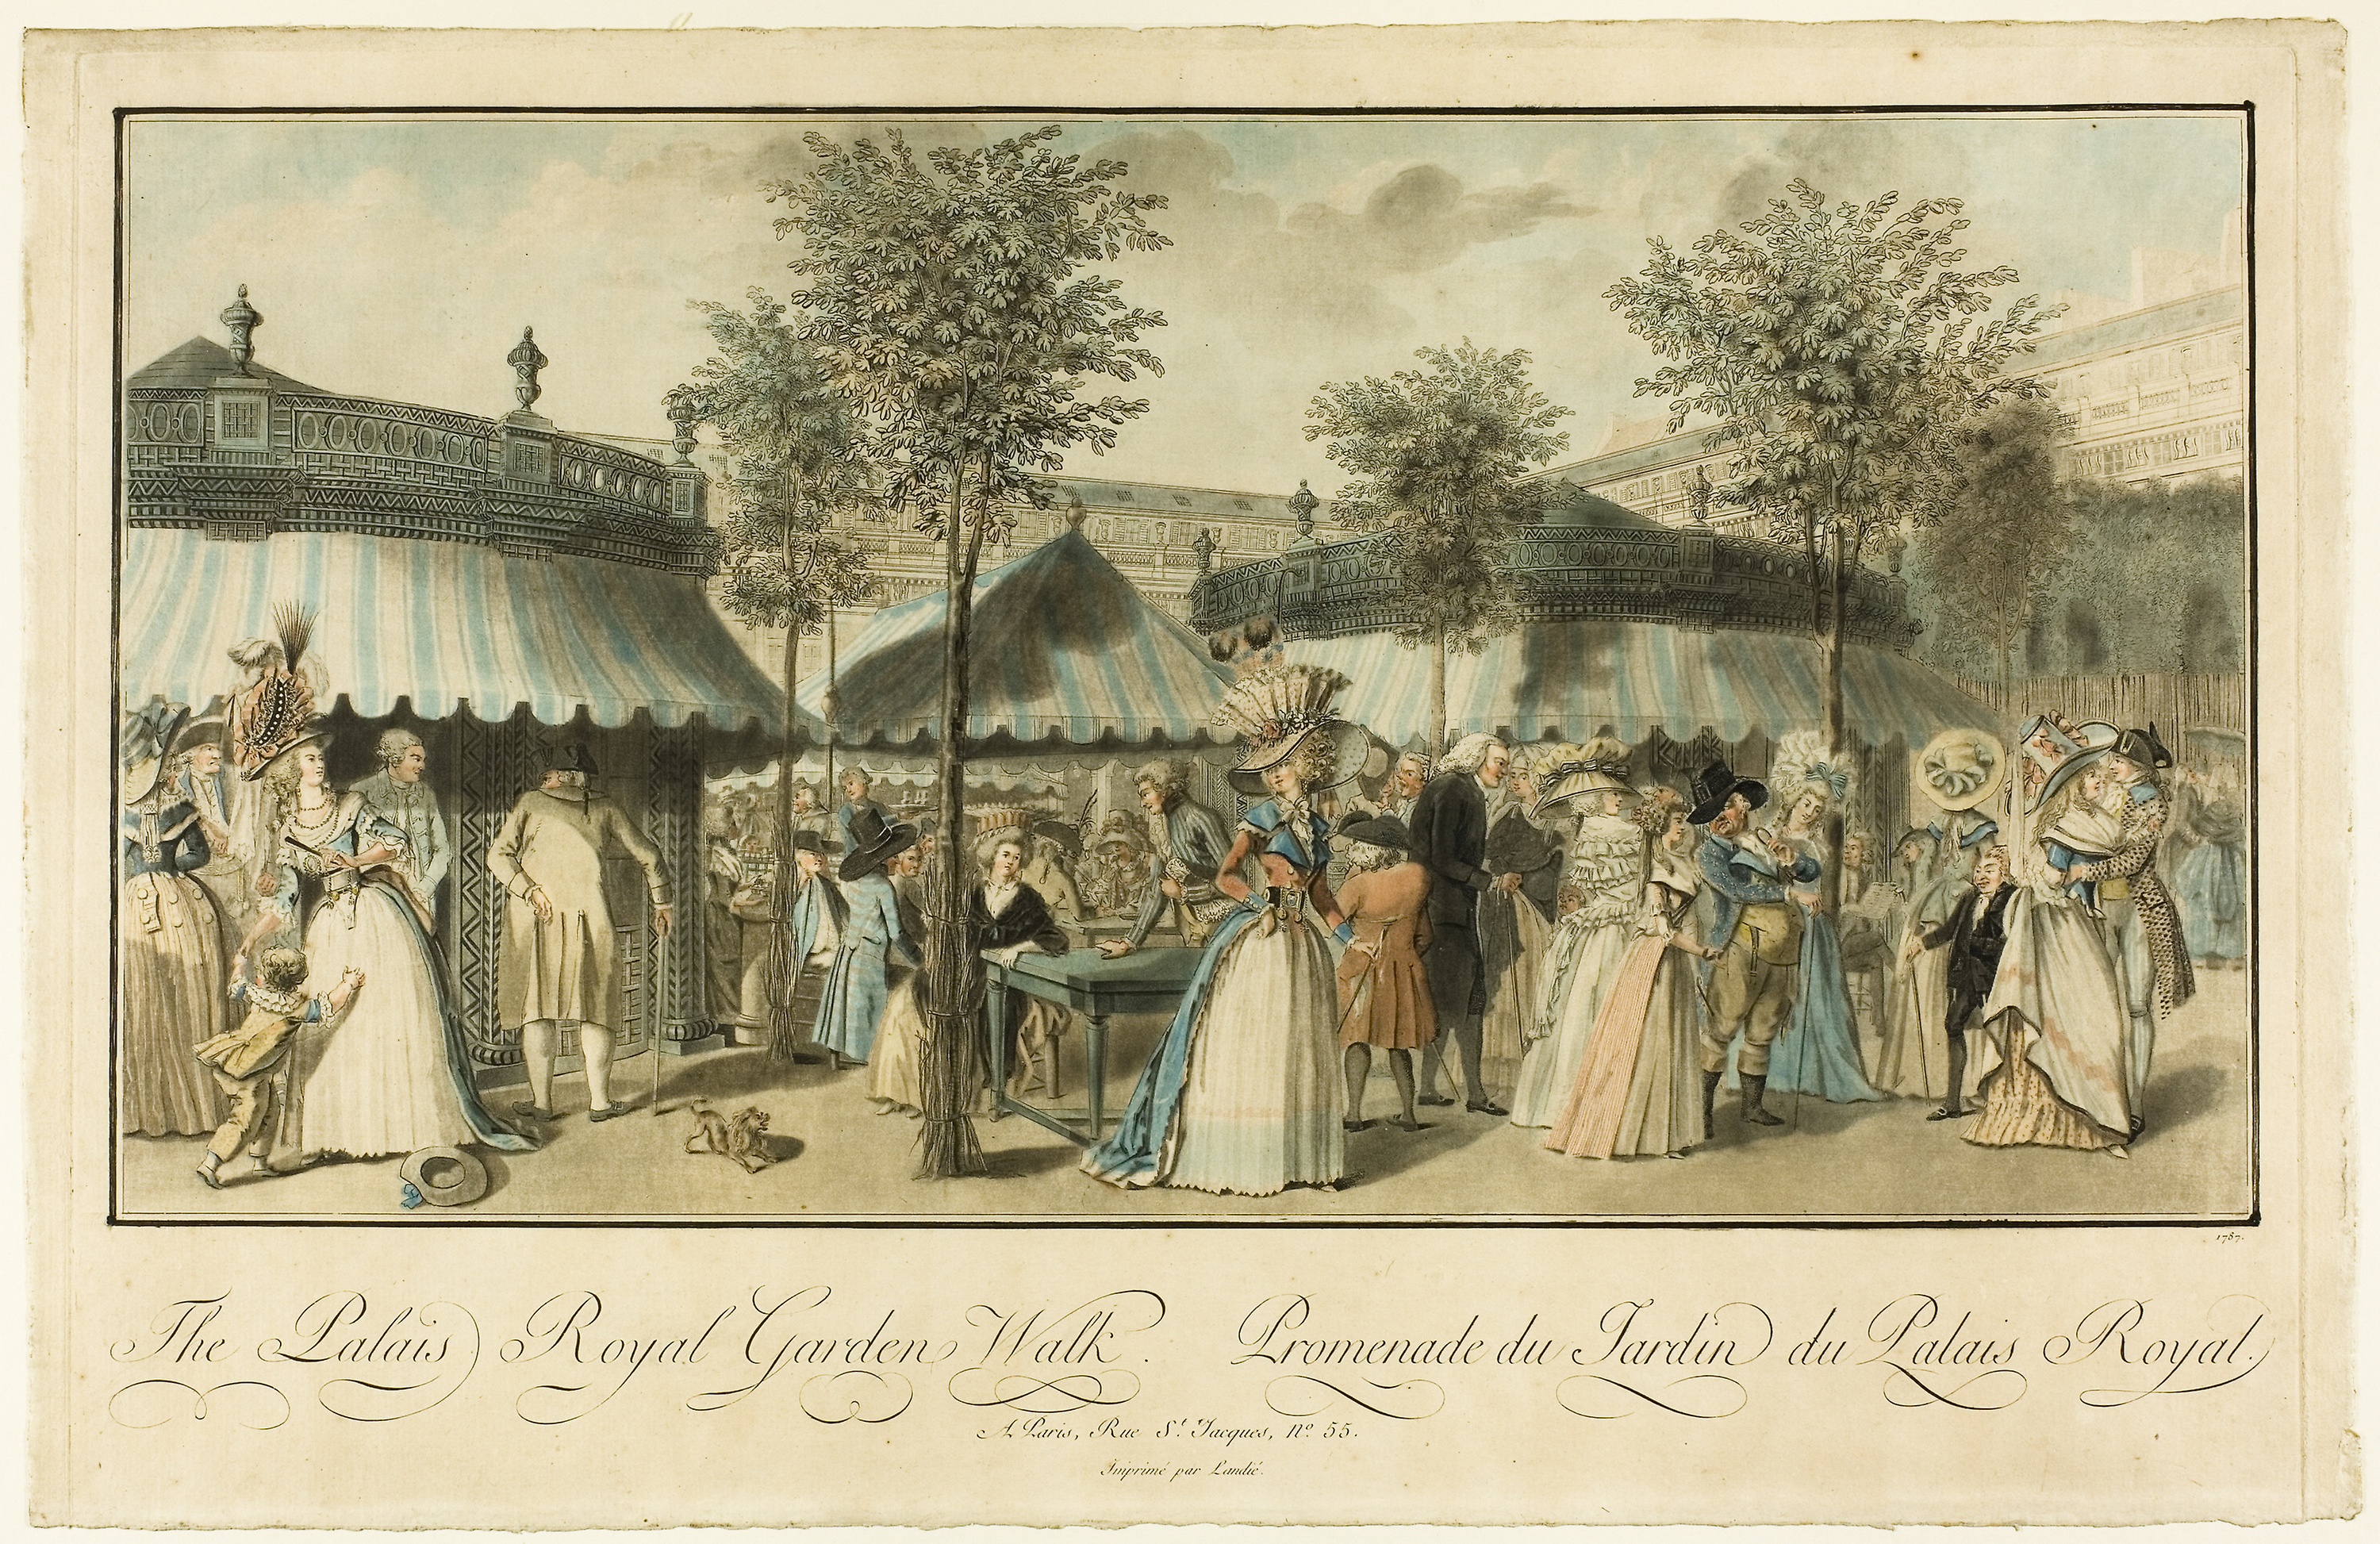 1787.
The Palais Royal Garden Walk. Promenade du Jardin du Palais Royal.
A Paris, Rue St. Jacques, no 55.
Imprimé par Landié.